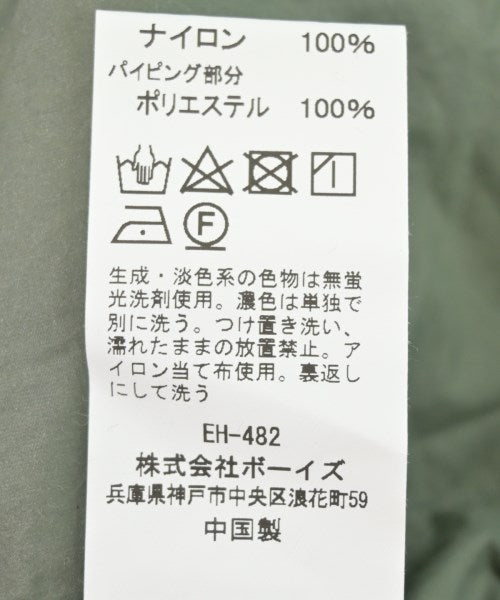 ナイロン 100%
パイピング部分
ポリエステル 100%
F
生成・淡色系の色物は無蛍
光洗剤使用。濃色は単独で
別に洗う。つけ置き洗い、
濡れたままの放置禁止。ア
イロン当て布使用。裏返し
にして洗う
EH-482
株式会社ボーイズ
兵庫県神戸市中央区浪花町59
中国製